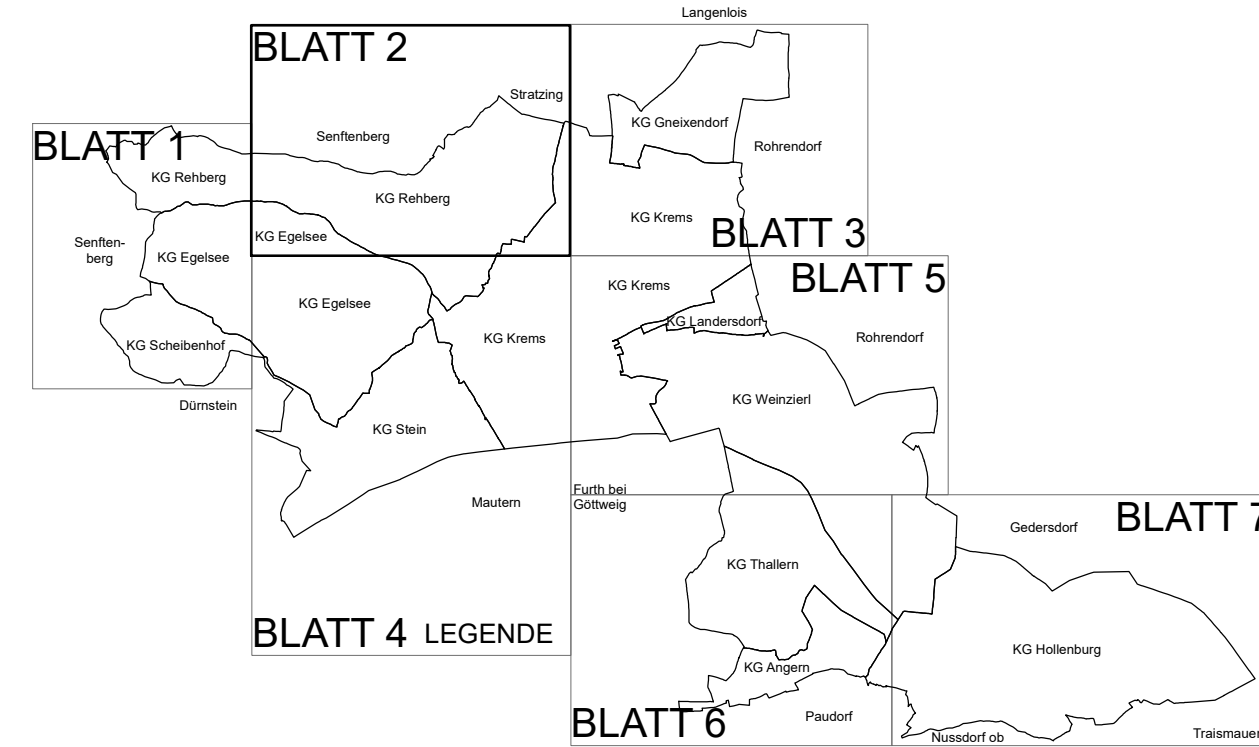 Langenlois
BLATT 2
Stratzing
KG Gneixendorf
Senftenberg
BLATT 1
Rohrendorf
KG Rehberg
KG Rehberg
KG Krems
BLATT 3
KG Egelsee
Senften-
berg
KG Egelsee
BLATT 5
KG Krems
KG Egelsee
KG Landersdorf
KG Krems
Rohrendorf
KG Scheibenhof
KG Weinzierl
Dürnstein
KG Stein
Furth bei
Göttweig
Mautern
BLATT 7
Gedersdorf
KG Thallern
BLATT 4 LEGENDE
KG Hollenburg
KG Angern
BLATT 6
Paudorf
Nussdorf ob
Traismauer